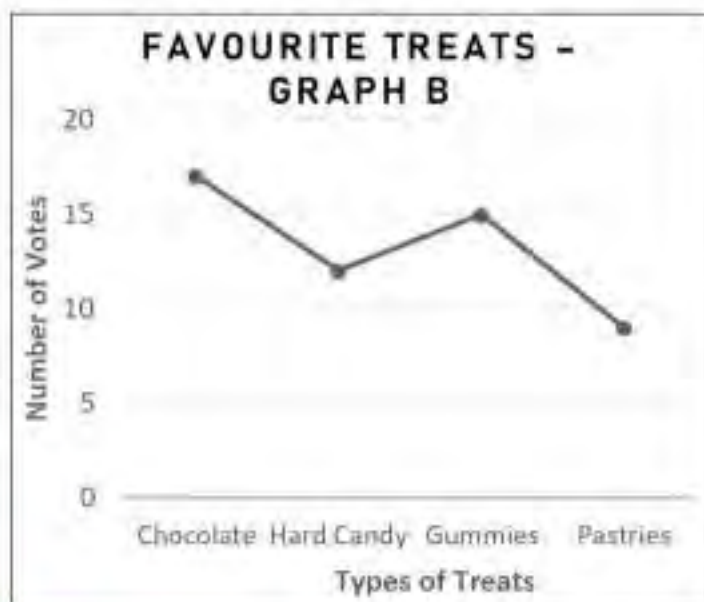 FAVOURITE TREATS –
GRAPH B
20
15
10
5
0
Number of Votes
Chocolate Hard Candy Gummies Pastries
Types of Treats